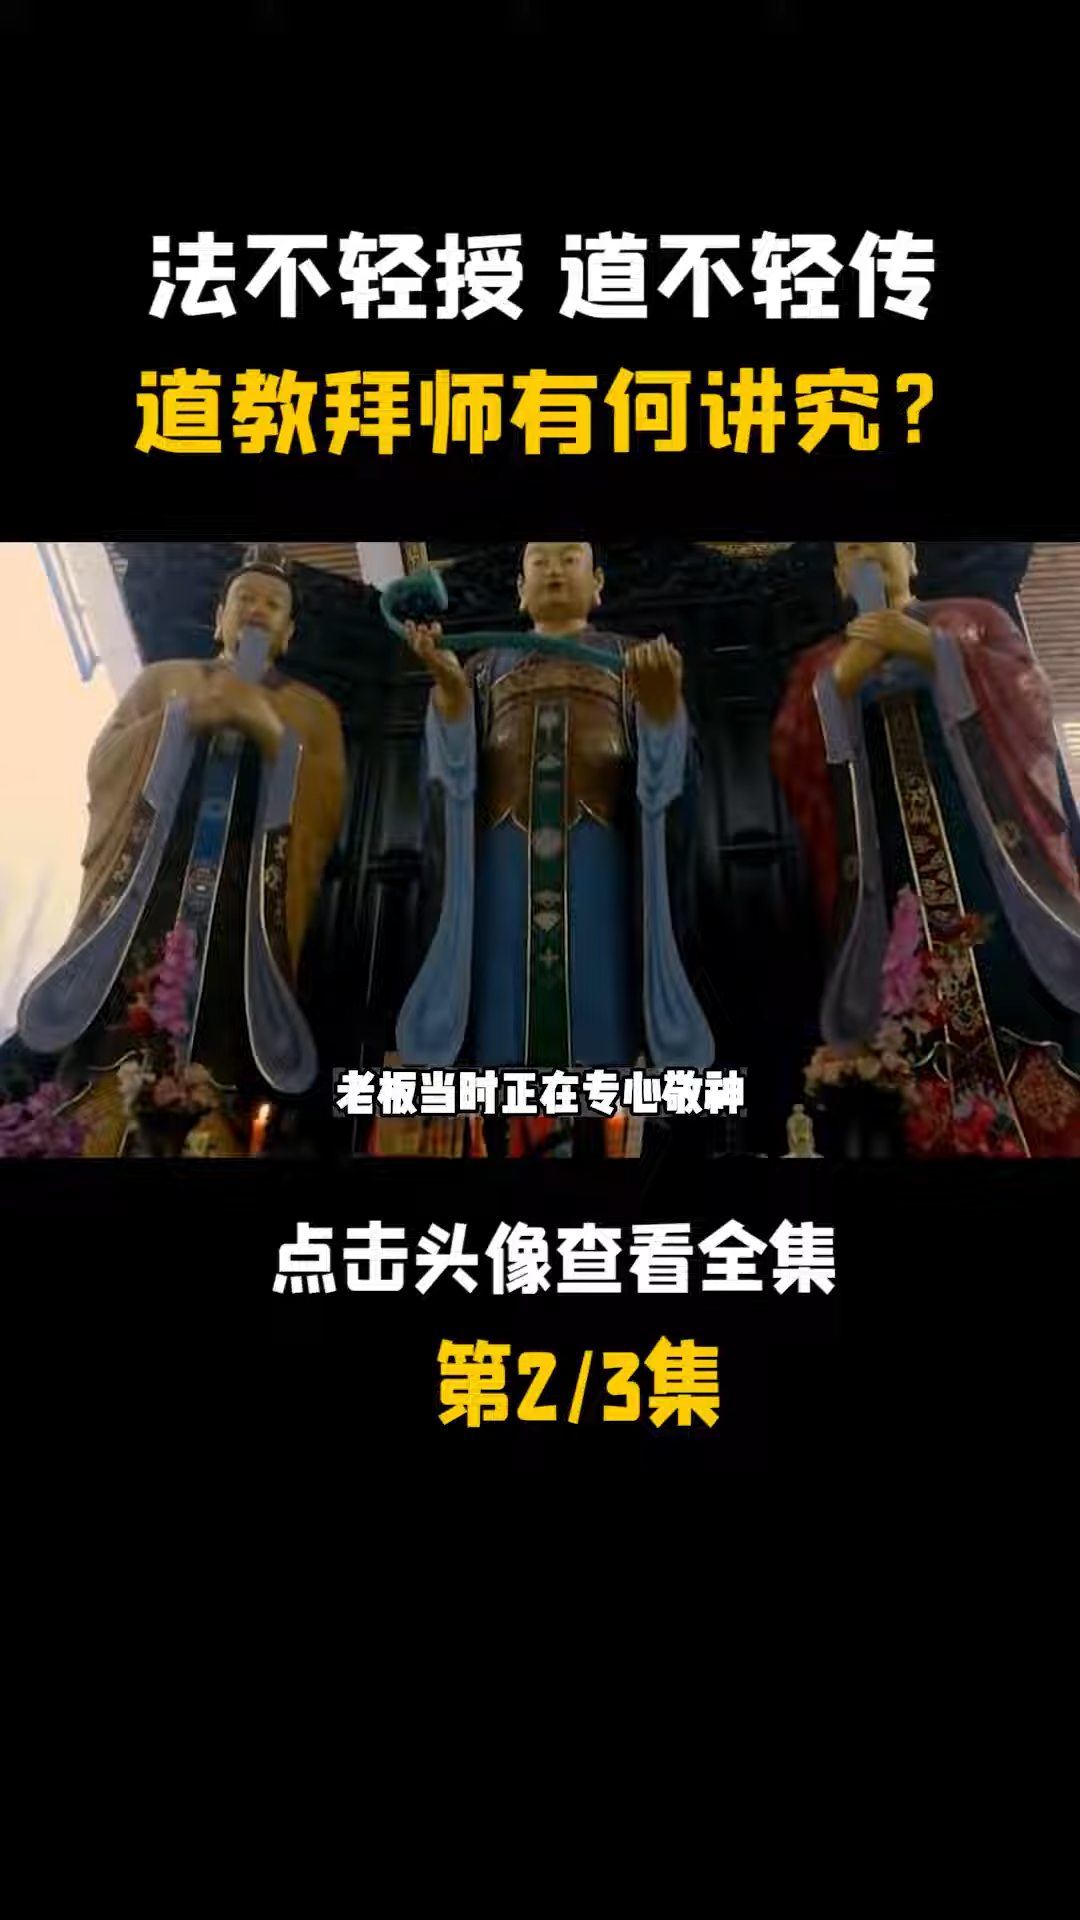 法不轻授 道不轻传
道教拜师有何讲究？
老板当时正在专心敬神
点击头像查看全集
第2/3集